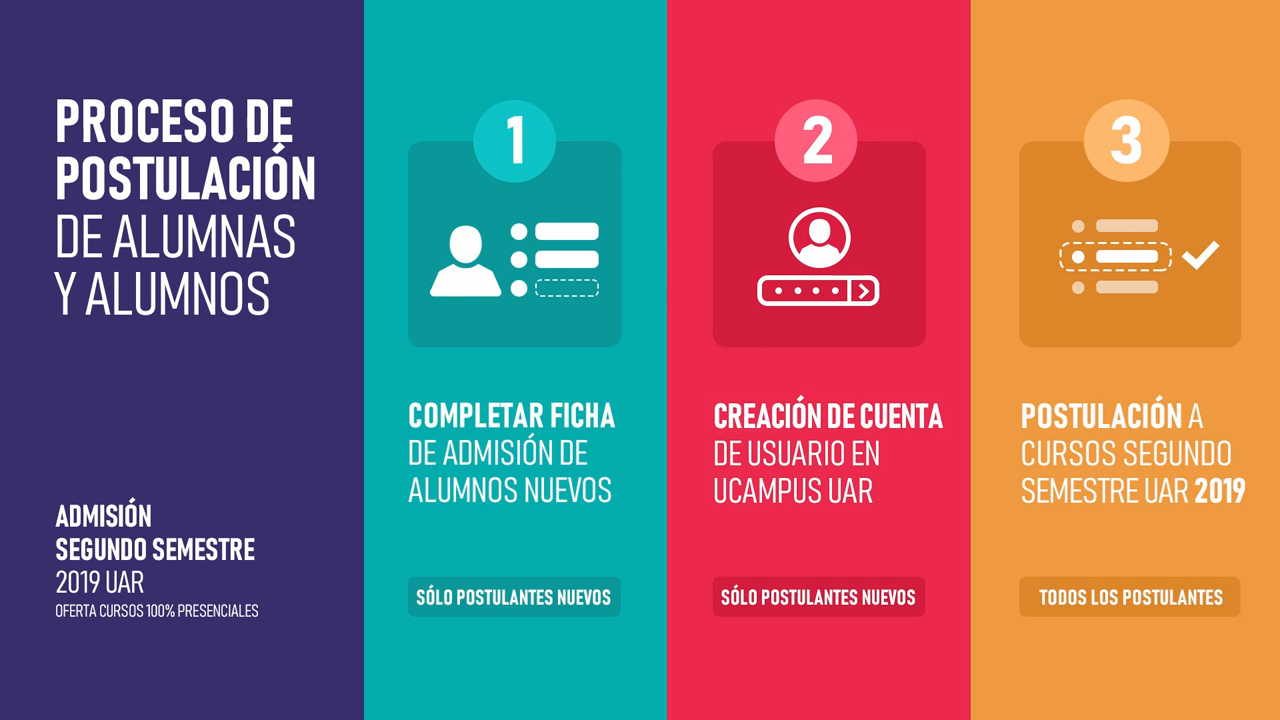 PROCESO DE
POSTULACIÓN
DE ALUMNAS
Y ALUMNOS
ADMISIÓN
SEGUNDO SEMESTRE
2019 UAR
OFERTA CURSOS 100% PRESENCIALES
1
COMPLETAR FICHA
DE ADMISIÓN DE
ALUMNOS NUEVOS
SÓLO POSTULANTES NUEVOS
2
CREACIÓN DE CUENTA
DE USUARIO EN
UCAMPUS UAR
SÓLO POSTULANTES NUEVOS
3
POSTULACIÓN A
CURSOS SEGUNDO
SEMESTRE UAR 2019
TODOS LOS POSTULANTES